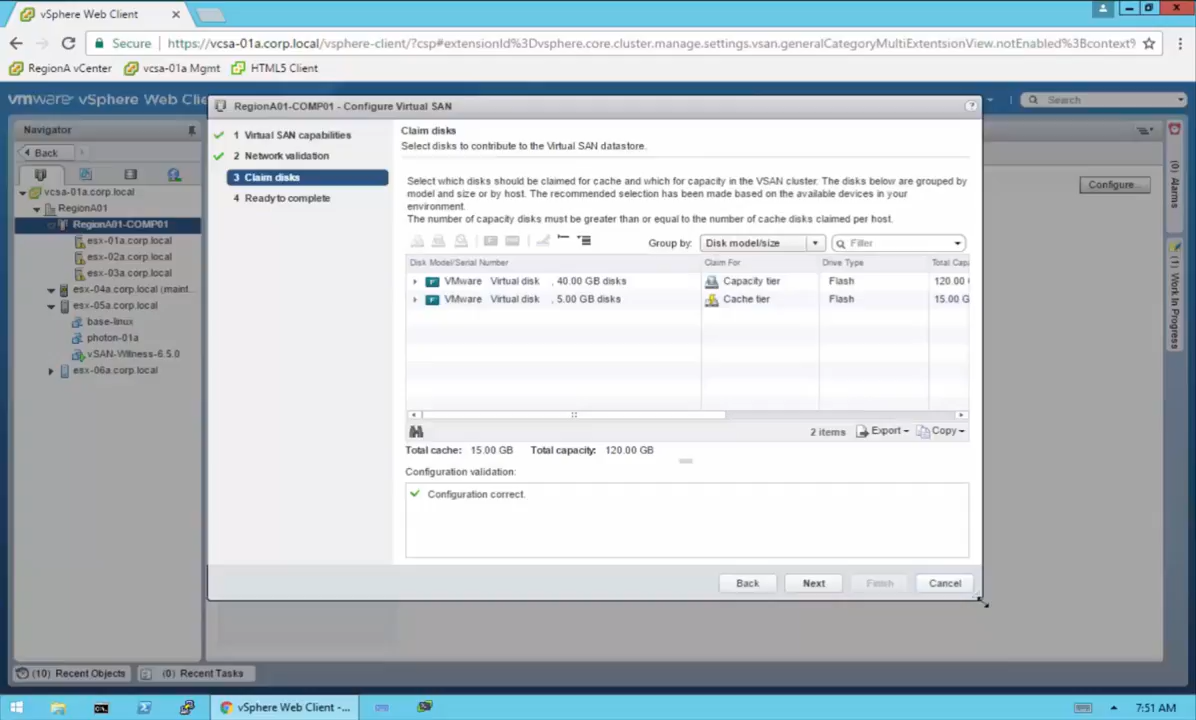 vSphere Web Client
Secure
https://vcsa-01a.corp.local/vsphere-client/?csp#extensionId%3Dvsphere.core.cluster.manage.settings.vsan.generalCategoryMultiExtentsionView.notEnabled%3Bcontext%
RegionA vCenter
vcsa-01a Mgmt
HTML5 Client
vmware vSphere Web Clie
Search
RegionA01-COMP01 - Configure Virtual SAN
Navigator
Back
vcsa-01a.corp.local
RegionA01
RegionA01-COMP01
esx-01a.corp.local
esx-02a.corp.local
esx-03a.corp.local
esx-04a.corp.local (maint...
esx-05a.corp.local
base-linux
photon-01a
vSAN-Witness-6.5.0
esx-06a.corp.local
1 Virtual SAN capabilities
2 Network validation
3 Claim disks
4 Ready to complete
Claim disks
Select disks to contribute to the Virtual SAN datastore.
Select which disks should be claimed for cache and which for capacity in the VSAN cluster. The disks below are grouped by
model and size or by host. The recommended selection has been made based on the available devices in your
environment.
The number of capacity disks must be greater than or equal to the number of cache disks claimed per host.
Group by: Disk model/size
Filter
Disk Model/Serial Number Claim For Drive Type Total Capa
VMware Virtual disk , 40.00 GB disks Capacity tier Flash 120.00
VMware Virtual disk , 5.00 GB disks Cache tier Flash 15.00 G
2 items Export Copy
Total cache: 15.00 GB Total capacity: 120.00 GB
Configuration validation:
Configuration correct.
Back Next Finish Cancel
Configure...
(0) Alarms
(1) Work In Progress
(10) Recent Objects
(0) Recent Tasks
vSphere Web Client -...
7:51 AM